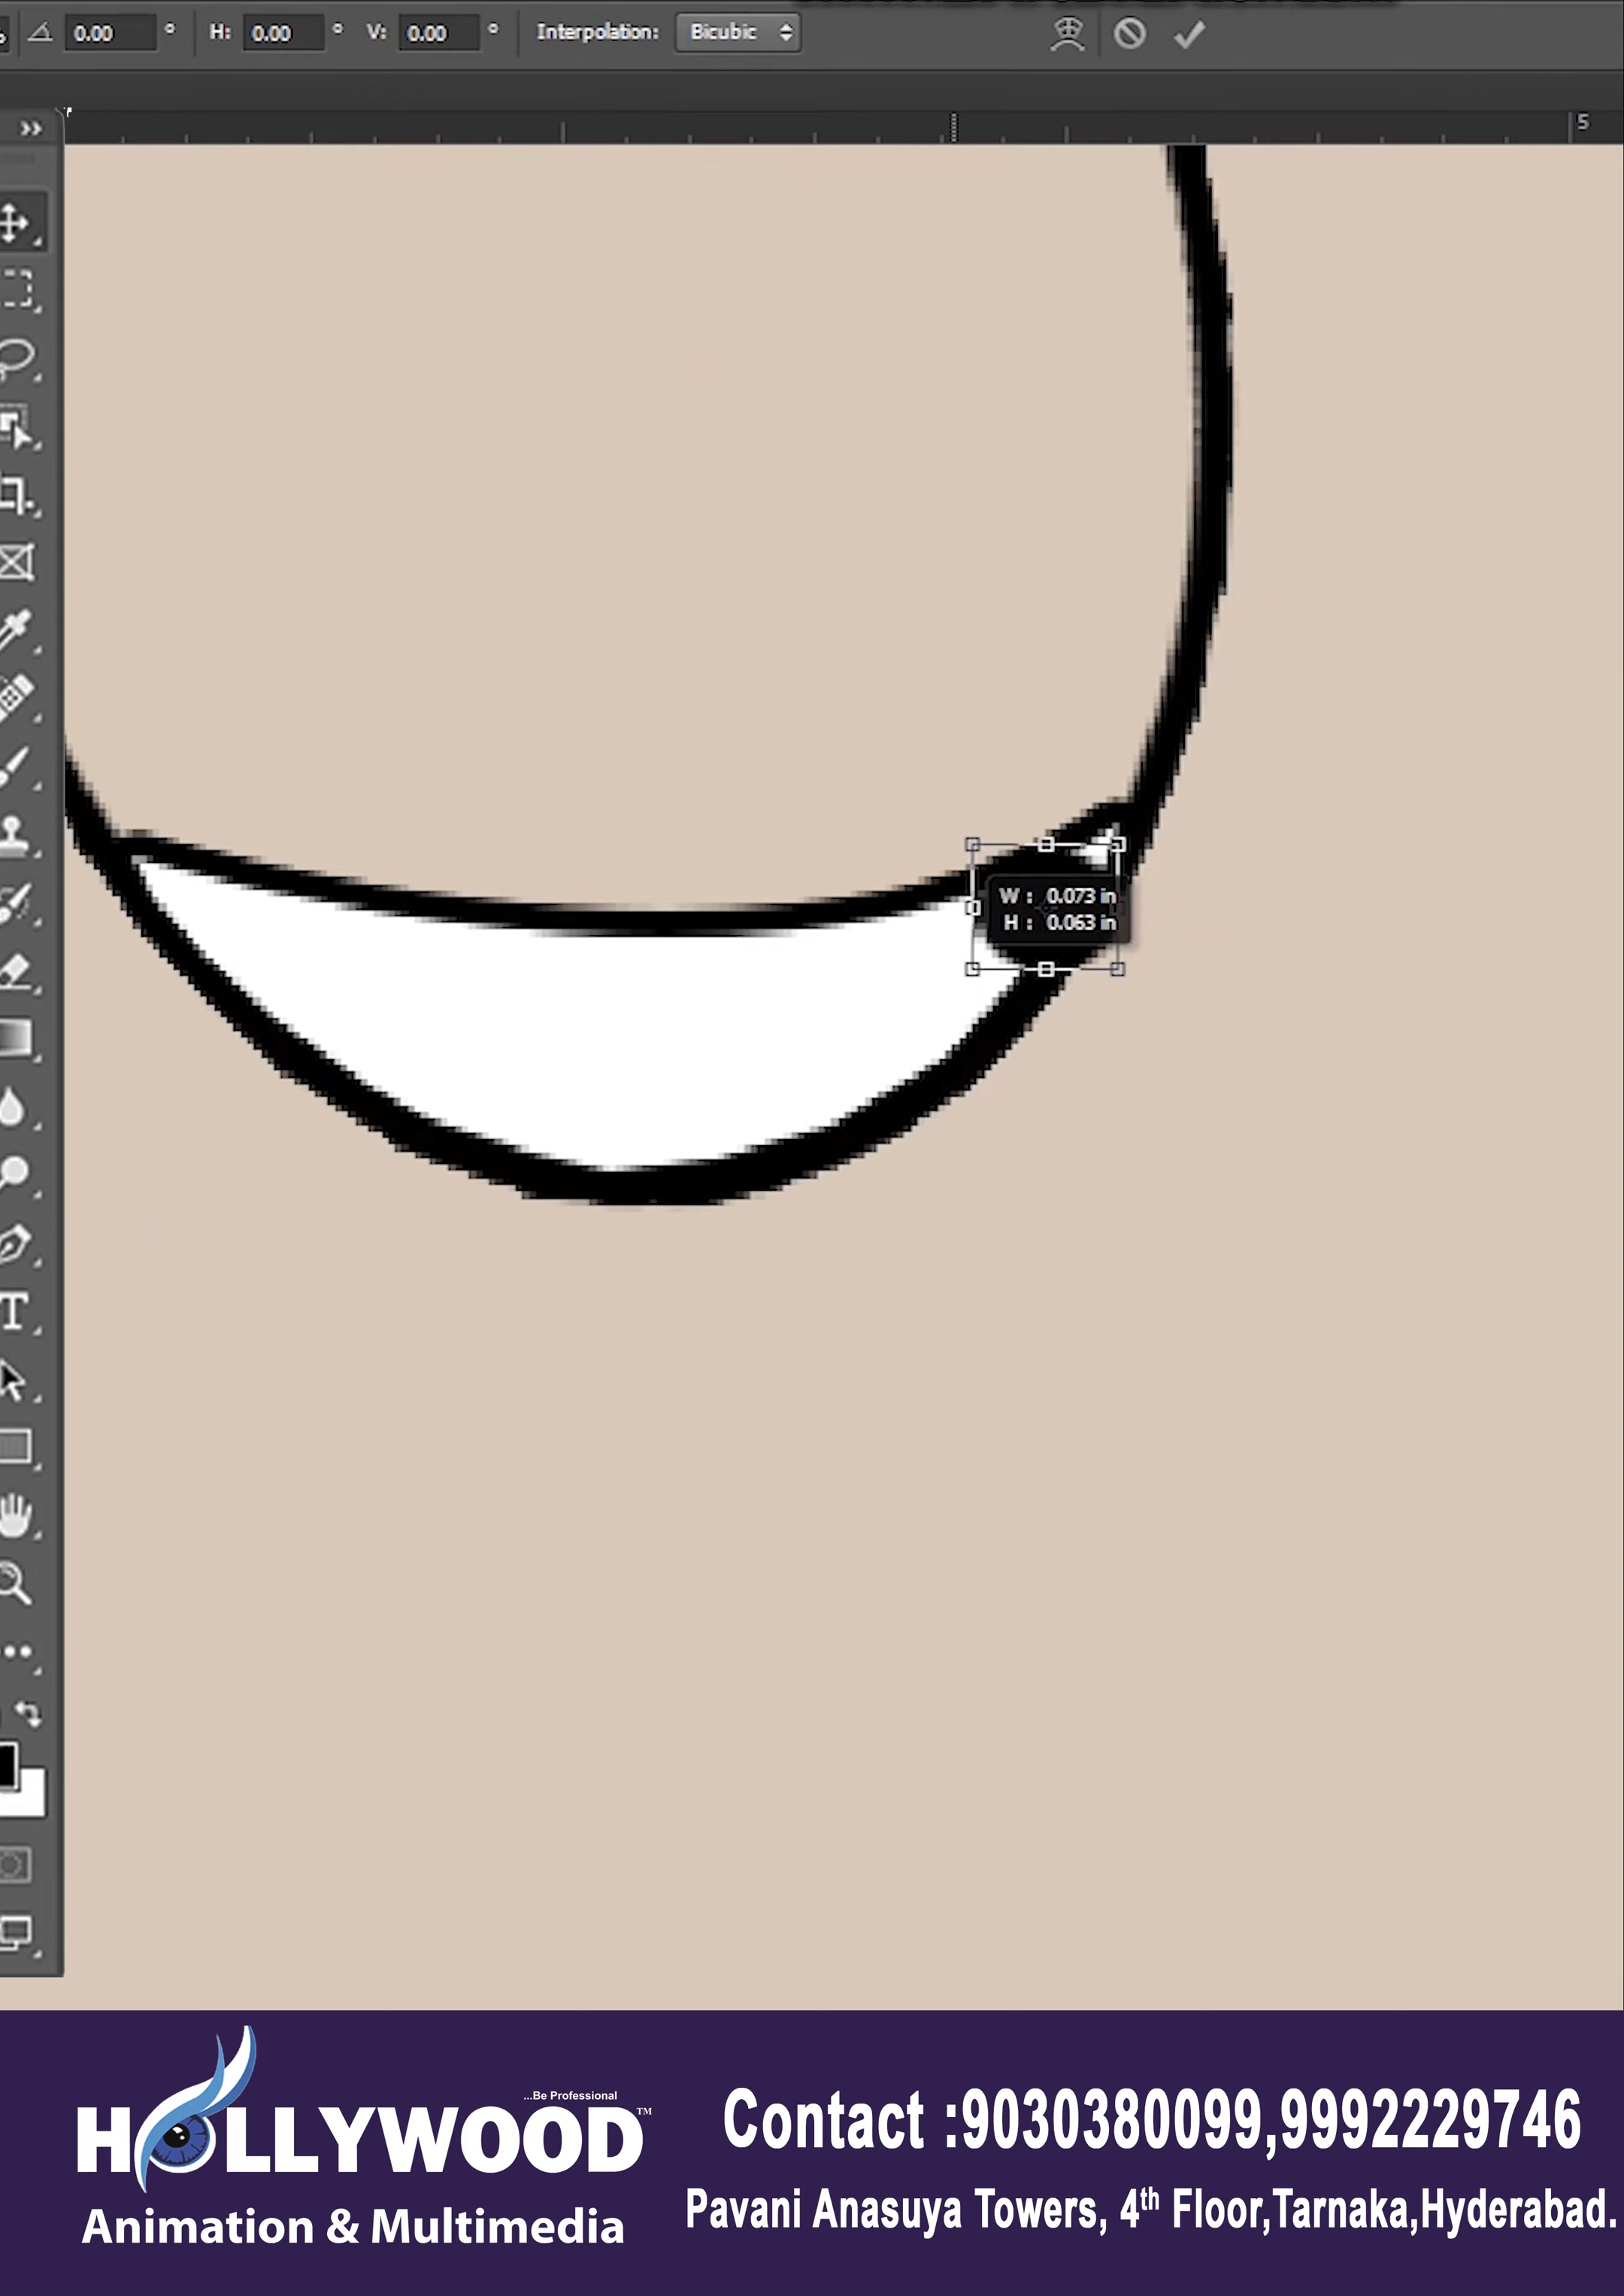 0.00 ° H: 0.00 ° V: 0.00 ° Interpolation: Bicubic
5
W : 0.073 in
H : 0.063 in
...Be Professional
HOLLYWOOD™
Animation & Multimedia
Contact :9030380099,9992229746
Pavani Anasuya Towers, 4th Floor,Tarnaka,Hyderabad.